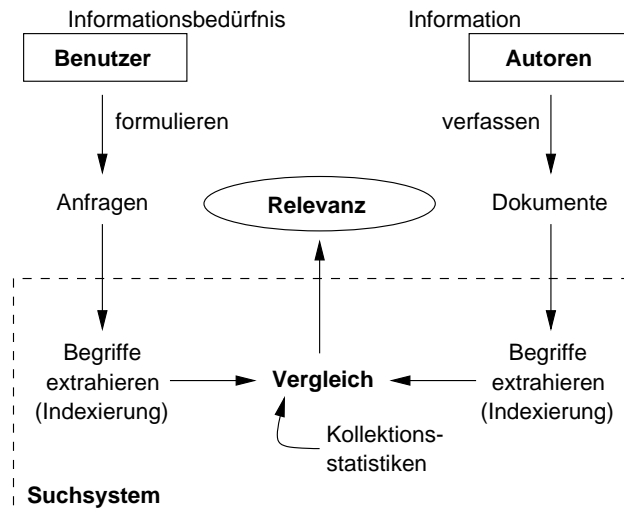 Informationsbedürfnis
Information
Benutzer
Autoren
formulieren
verfassen
Anfragen
Relevanz
Dokumente
Begriffe
extrahieren
(Indexierung)
Vergleich
Begriffe
extrahieren
(Indexierung)
Kollektions-
statistiken
Suchsystem